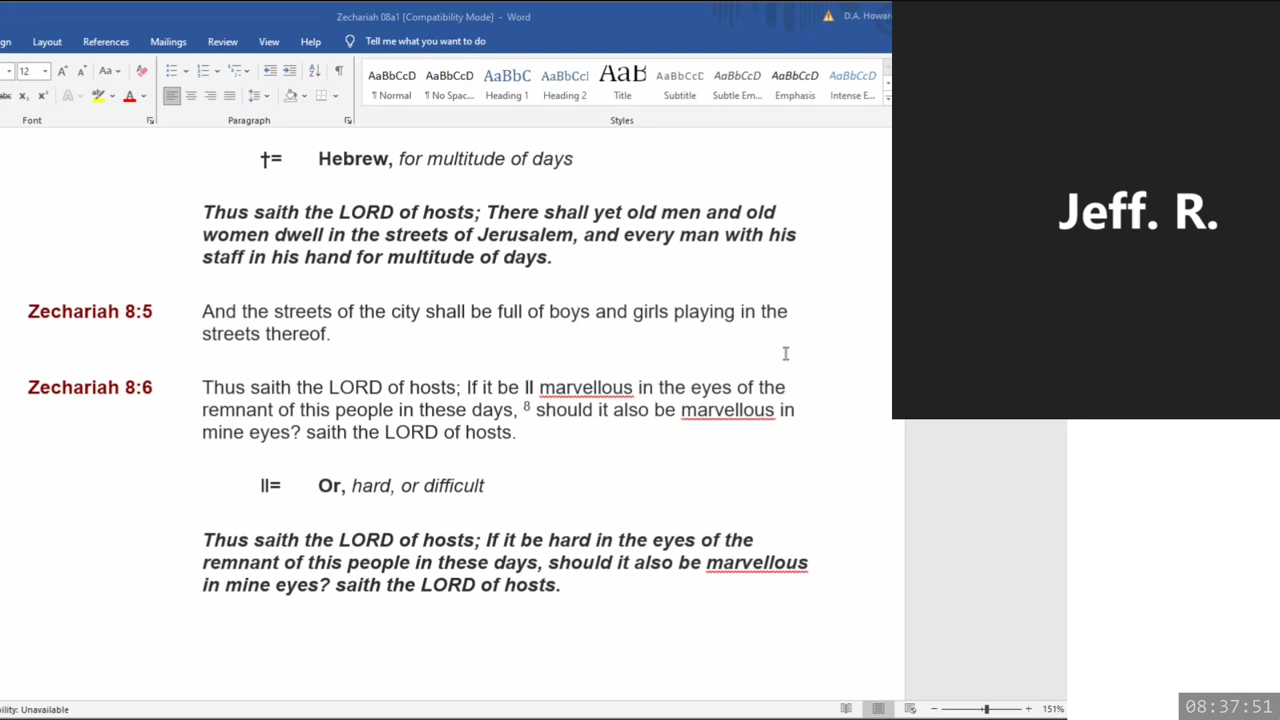 Zechariah 08a1 [Compatibility Mode] - Word
D.A. Howar
gn Layout References Mailings Review View Help Tell me what you want to do
12 Aa
AaBbCcD AaBbCcD AaBbC AaBbCcl AaB AaBbCcD AaBbCcD AaBbCcD AaBbCcD
¶ Normal ¶ No Spac... Heading 1 Heading 2 Title Subtitle Subtle Em... Emphasis Intense E...
Font Paragraph Styles
†= Hebrew, for multitude of days
Thus saith the LORD of hosts; There shall yet old men and old
women dwell in the streets of Jerusalem, and every man with his
staff in his hand for multitude of days.
Zechariah 8:5 And the streets of the city shall be full of boys and girls playing in the
streets thereof.
Zechariah 8:6 Thus saith the LORD of hosts; If it be ll marvellous in the eyes of the
remnant of this people in these days, 8 should it also be marvellous in
mine eyes? saith the LORD of hosts.
ll= Or, hard, or difficult
Thus saith the LORD of hosts; If it be hard in the eyes of the
remnant of this people in these days, should it also be marvellous
in mine eyes? saith the LORD of hosts.
Jeff. R.
bility: Unavailable
151%
08:37:51